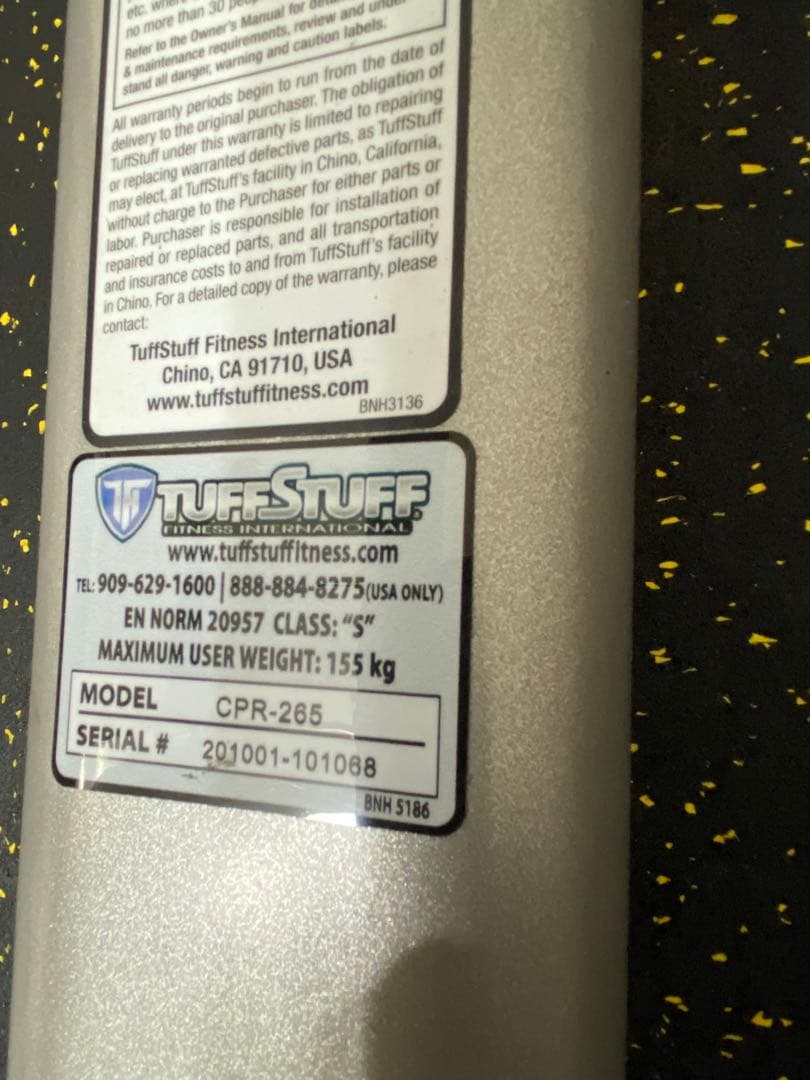 etc. where
no more than 30 peop
Refer to the Owner's Manual for
& maintenance requirements, review and under-
stand all danger, warning and caution labels.
All warranty periods begin to run from the date of
delivery to the original purchaser. The obligation of
TuffStuff under this warranty is limited to repairing
or replacing warranted defective parts, as TuffStuff
may elect, at TuffStuff's facility in Chino, California,
without charge to the Purchaser for either parts or
labor. Purchaser is responsible for installation of
repaired or replaced parts, and all transportation
and insurance costs to and from TuffStuff's facility
in Chino. For a detailed copy of the warranty, please
contact:
TuffStuff Fitness International
Chino, CA 91710, USA
www.tuffstuffitness.com
BNH3136
TUFFSTUFF
FITNESS INTERNATIONAL
www.tuffstuffitness.com
TEL: 909-629-1600 | 888-884-8275(USA ONLY)
EN NORM 20957 CLASS: "S"
MAXIMUM USER WEIGHT: 155 kg
MODEL CPR-265
SERIAL # 201001-101068
BNH 5186